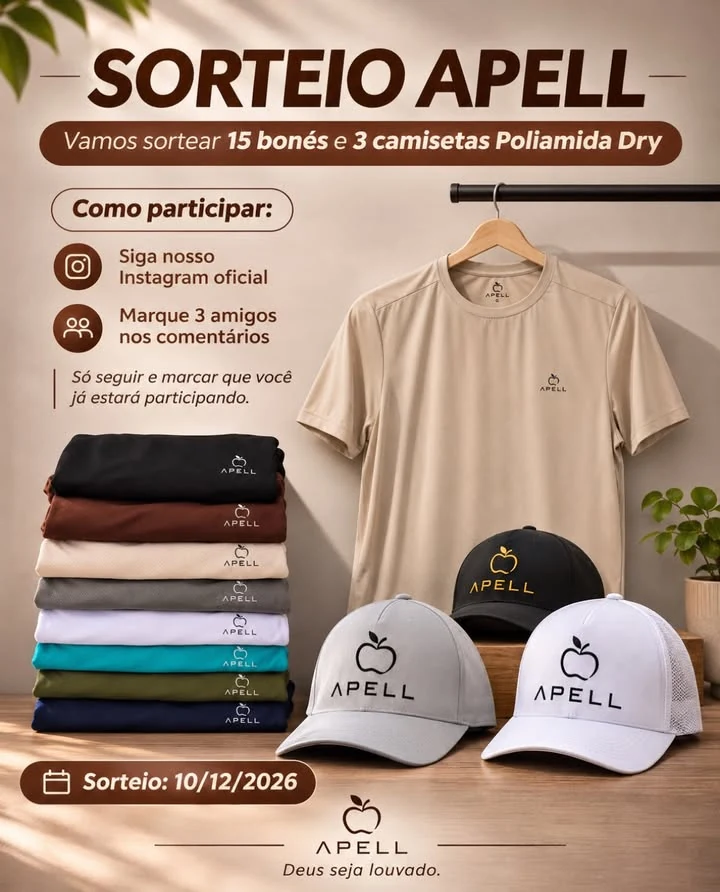 SORTEIO APELL
Vamos sortear 15 bonés e 3 camisetas Poliamida Dry
Como participar:
Siga nosso
Instagram oficial
Marque 3 amigos
nos comentários
Só seguir e marcar que você
já estará participando.
APELL
APELL
APELL
APELL
APELL
APELL
APELL
APELL
APELL
APELL
APELL
APELL
APELL
Sorteio: 10/12/2026
APELL
Deus seja louvado.